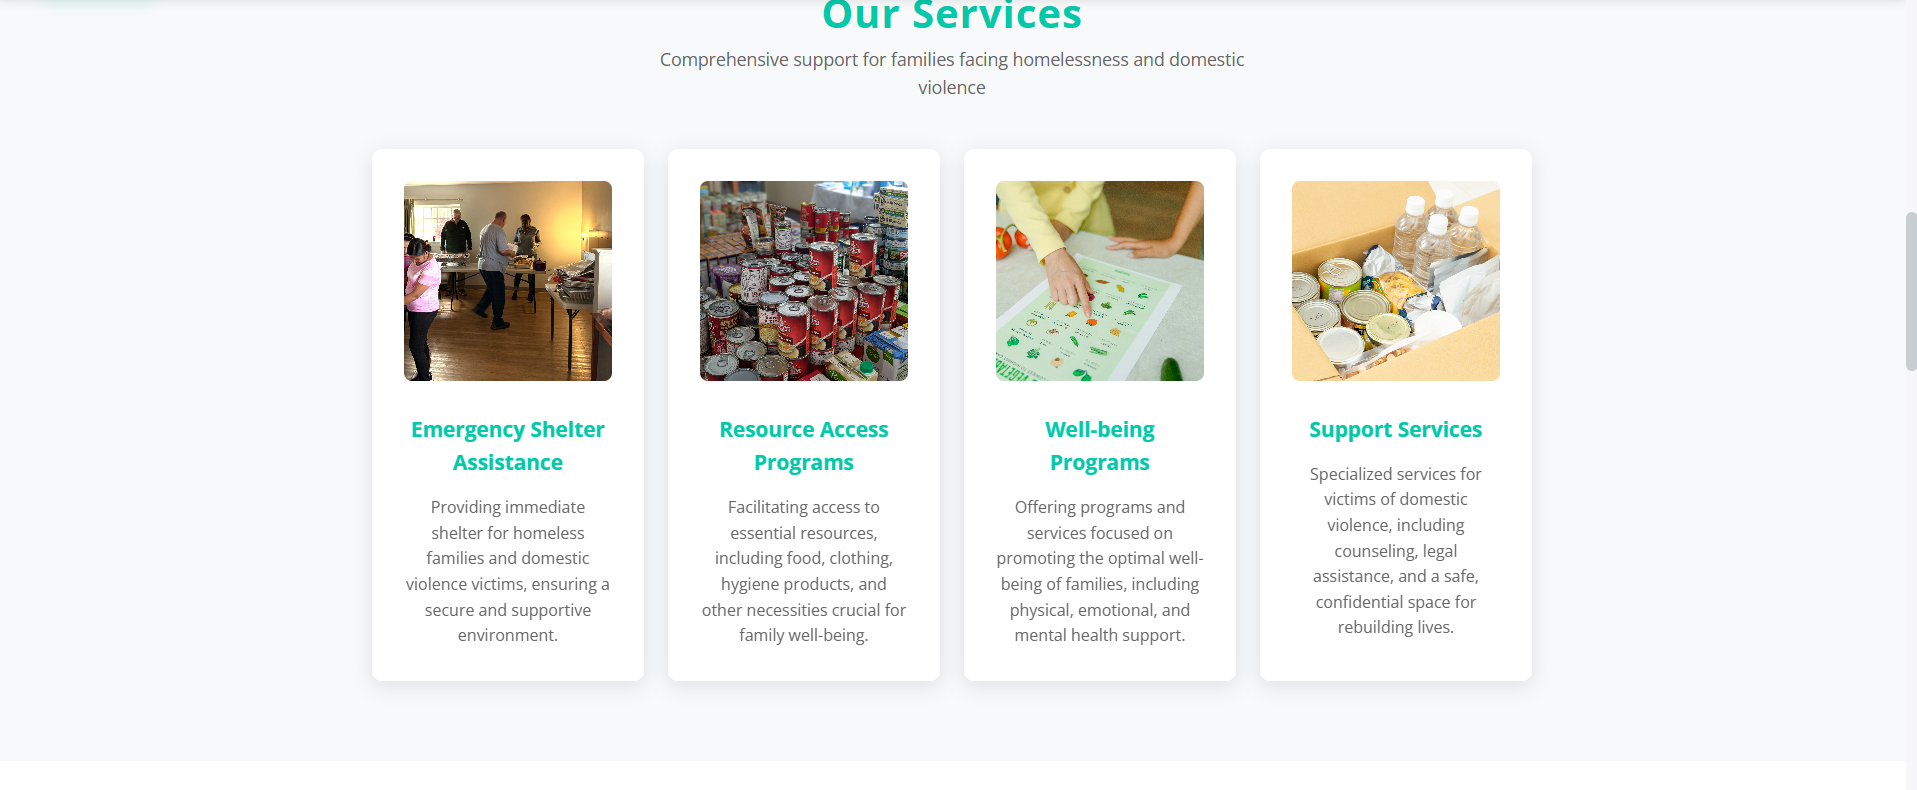 Our Services
Comprehensive support for families facing homelessness and domestic
violence
Emergency Shelter
Assistance
Providing immediate
shelter for homeless
families and domestic
violence victims, ensuring a
secure and supportive
environment.
Resource Access
Programs
Facilitating access to
essential resources,
including food, clothing,
hygiene products, and
other necessities crucial for
family well-being.
Well-being
Programs
Offering programs and
services focused on
promoting the optimal well-
being of families, including
physical, emotional, and
mental health support.
Support Services
Specialized services for
victims of domestic
violence, including
counseling, legal
assistance, and a safe,
confidential space for
rebuilding lives.